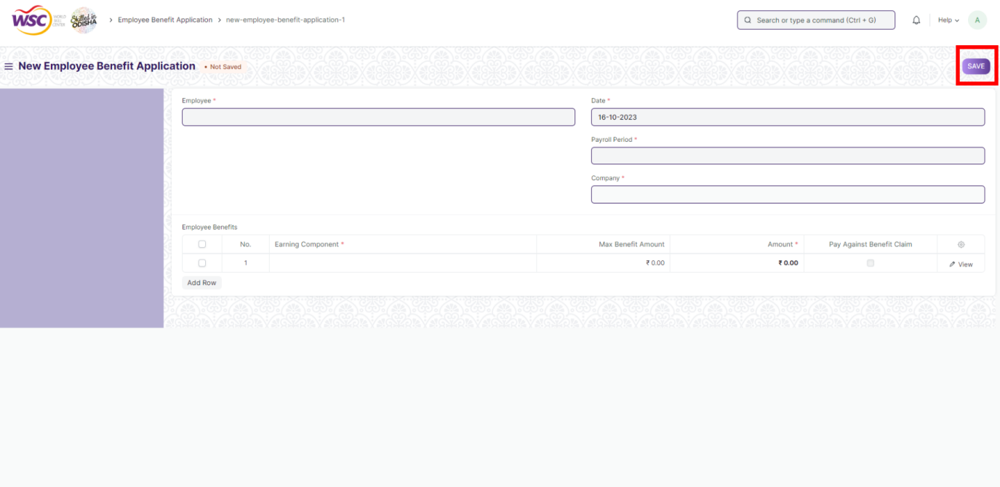 WSC WORLD SKILL CENTER Skilled in ODISHA > Employee Benefit Application > new-employee-benefit-application-1 Search or type a command (Ctrl + G) Help A
New Employee Benefit Application • Not Saved SAVE
Employee * Date *
16-10-2023
Payroll Period *
Company *
Employee Benefits
No. Earning Component * Max Benefit Amount Amount * Pay Against Benefit Claim
1 ₹ 0.00 ₹ 0.00 View
Add Row